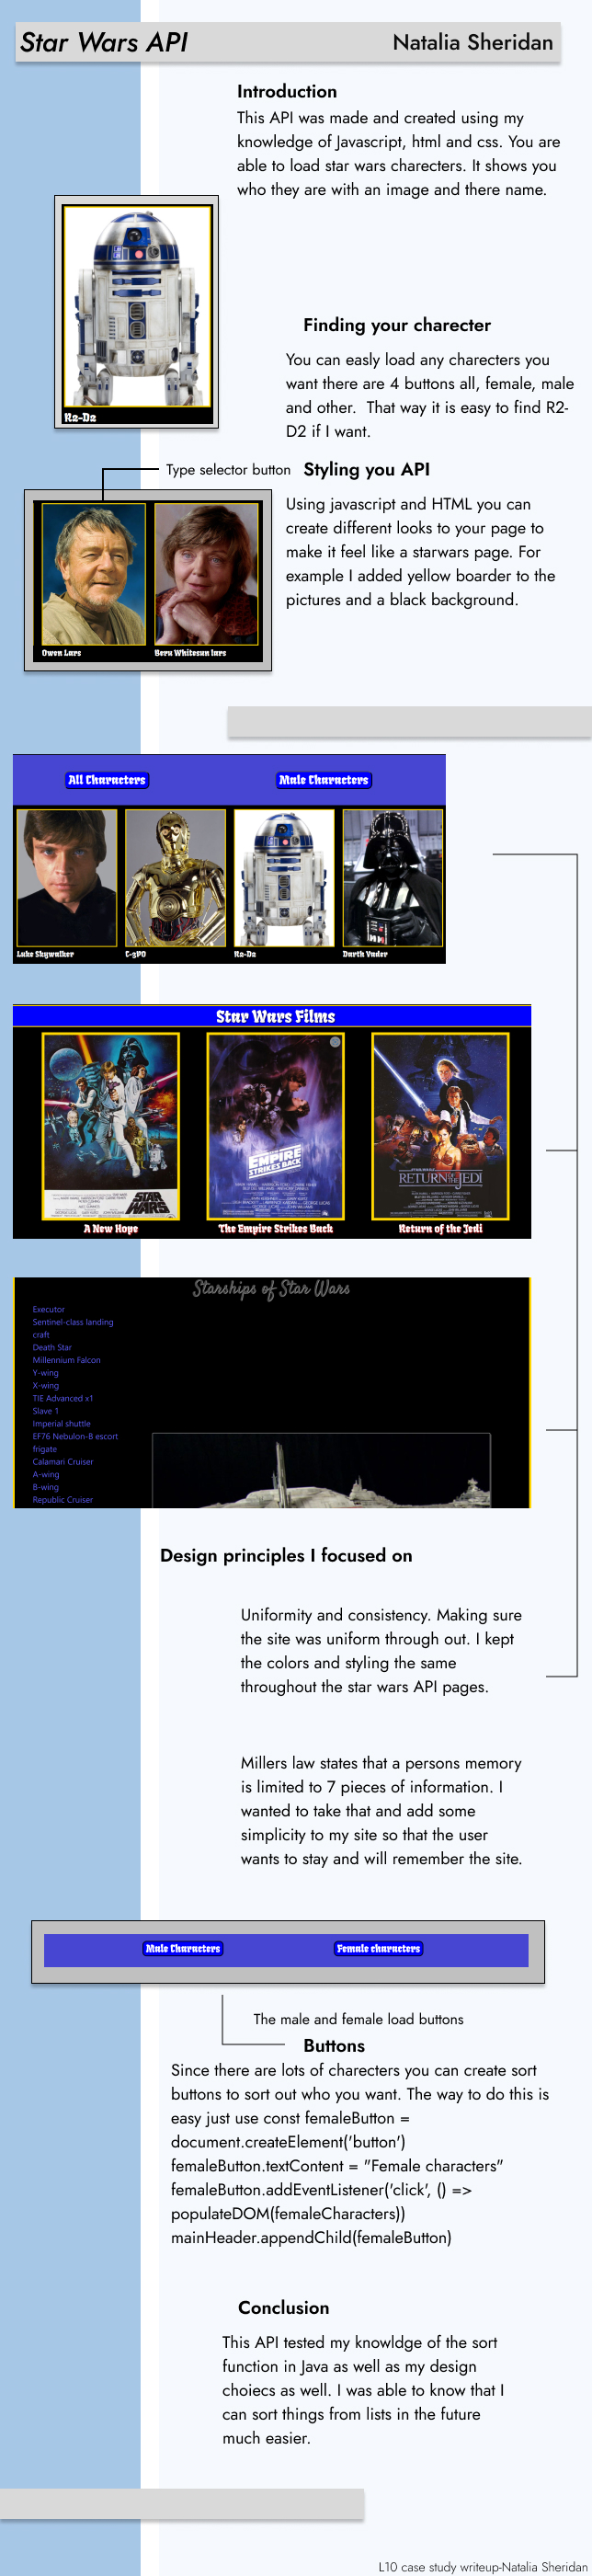 Star Wars API
Natalia Sheridan
Introduction
This API was made and created using my
knowledge of Javascript, html and css. You are
able to load star wars charecters. It shows you
who they are with an image and there name.
R2-D2
Finding your charecter
You can easly load any charecters you
want there are 4 buttons all, female, male
and other. That way it is easy to find R2-
D2 if I want.
Type selector button
Styling you API
Using javascript and HTML you can
create different looks to your page to
make it feel like a starwars page. For
example I added yellow boarder to the
pictures and a black background.
Owen Lars
Beru Whitesun lars
All Characters
Male Characters
Luke Skywalker
C-3PO
R2-D2
Darth Vader
Star Wars Films
STAR
WARS
EMPIRE
STRIKES BACK
RETURN OF THE JEDI
A New Hope
The Empire Strikes Back
Return of the Jedi
Starships of Star Wars
Executor
Sentinel-class landing
craft
Death Star
Millennium Falcon
Y-wing
X-wing
TIE Advanced x1
Slave 1
Imperial shuttle
EF76 Nebulon-B escort
frigate
Calamari Cruiser
A-wing
B-wing
Republic Cruiser
Design principles I focused on
Uniformity and consistency. Making sure
the site was uniform through out. I kept
the colors and styling the same
throughout the star wars API pages.
Millers law states that a persons memory
is limited to 7 pieces of information. I
wanted to take that and add some
simplicity to my site so that the user
wants to stay and will remember the site.
Male Characters
Female characters
The male and female load buttons
Buttons
Since there are lots of charecters you can create sort
buttons to sort out who you want. The way to do this is
easy just use const femaleButton =
document.createElement('button')
femaleButton.textContent = "Female characters"
femaleButton.addEventListener('click', () =>
populateDOM(femaleCharacters))
mainHeader.appendChild(femaleButton)
Conclusion
This API tested my knowldge of the sort
function in Java as well as my design
choiecs as well. I was able to know that I
can sort things from lists in the future
much easier.
L10 case study writeup-Natalia Sheridan